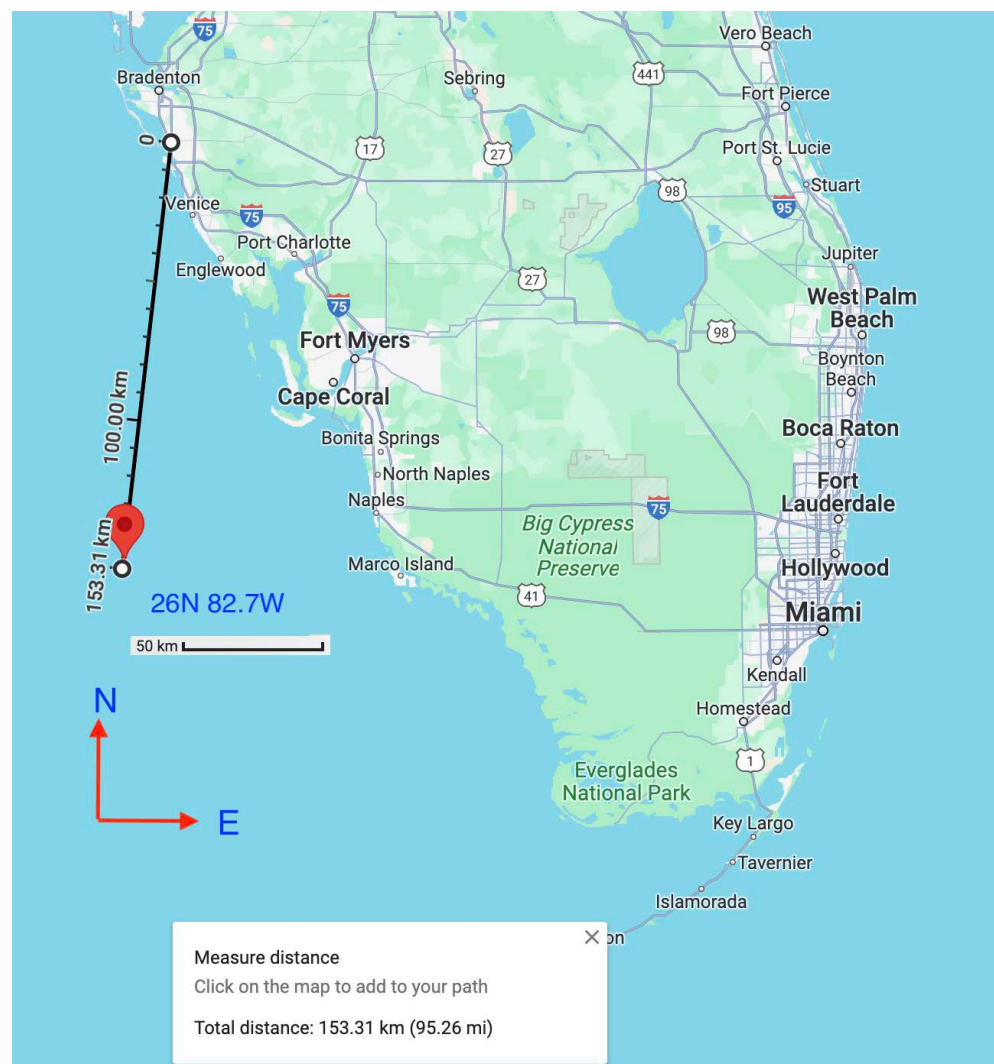 75
Vero Beach
Bradenton
Sebring
441
Fort Pierce
0
17
27
Port St. Lucie
98
Stuart
Venice
75
95
Port Charlotte
Jupiter
Englewood
27
75
West Palm
Beach
98
Fort Myers
Boynton
Beach
Cape Coral
100.00 km
Boca Raton
Bonita Springs
North Naples
Fort
Lauderdale
Naples
75
Big Cypress
National
Preserve
153.31 km
Marco Island
Hollywood
26N 82.7W
41
Miami
50 km
Kendall
N
Homestead
1
Everglades
National Park
E
Key Largo
Tavernier
Islamorada
on
Measure distance
Click on the map to add to your path
Total distance: 153.31 km (95.26 mi)